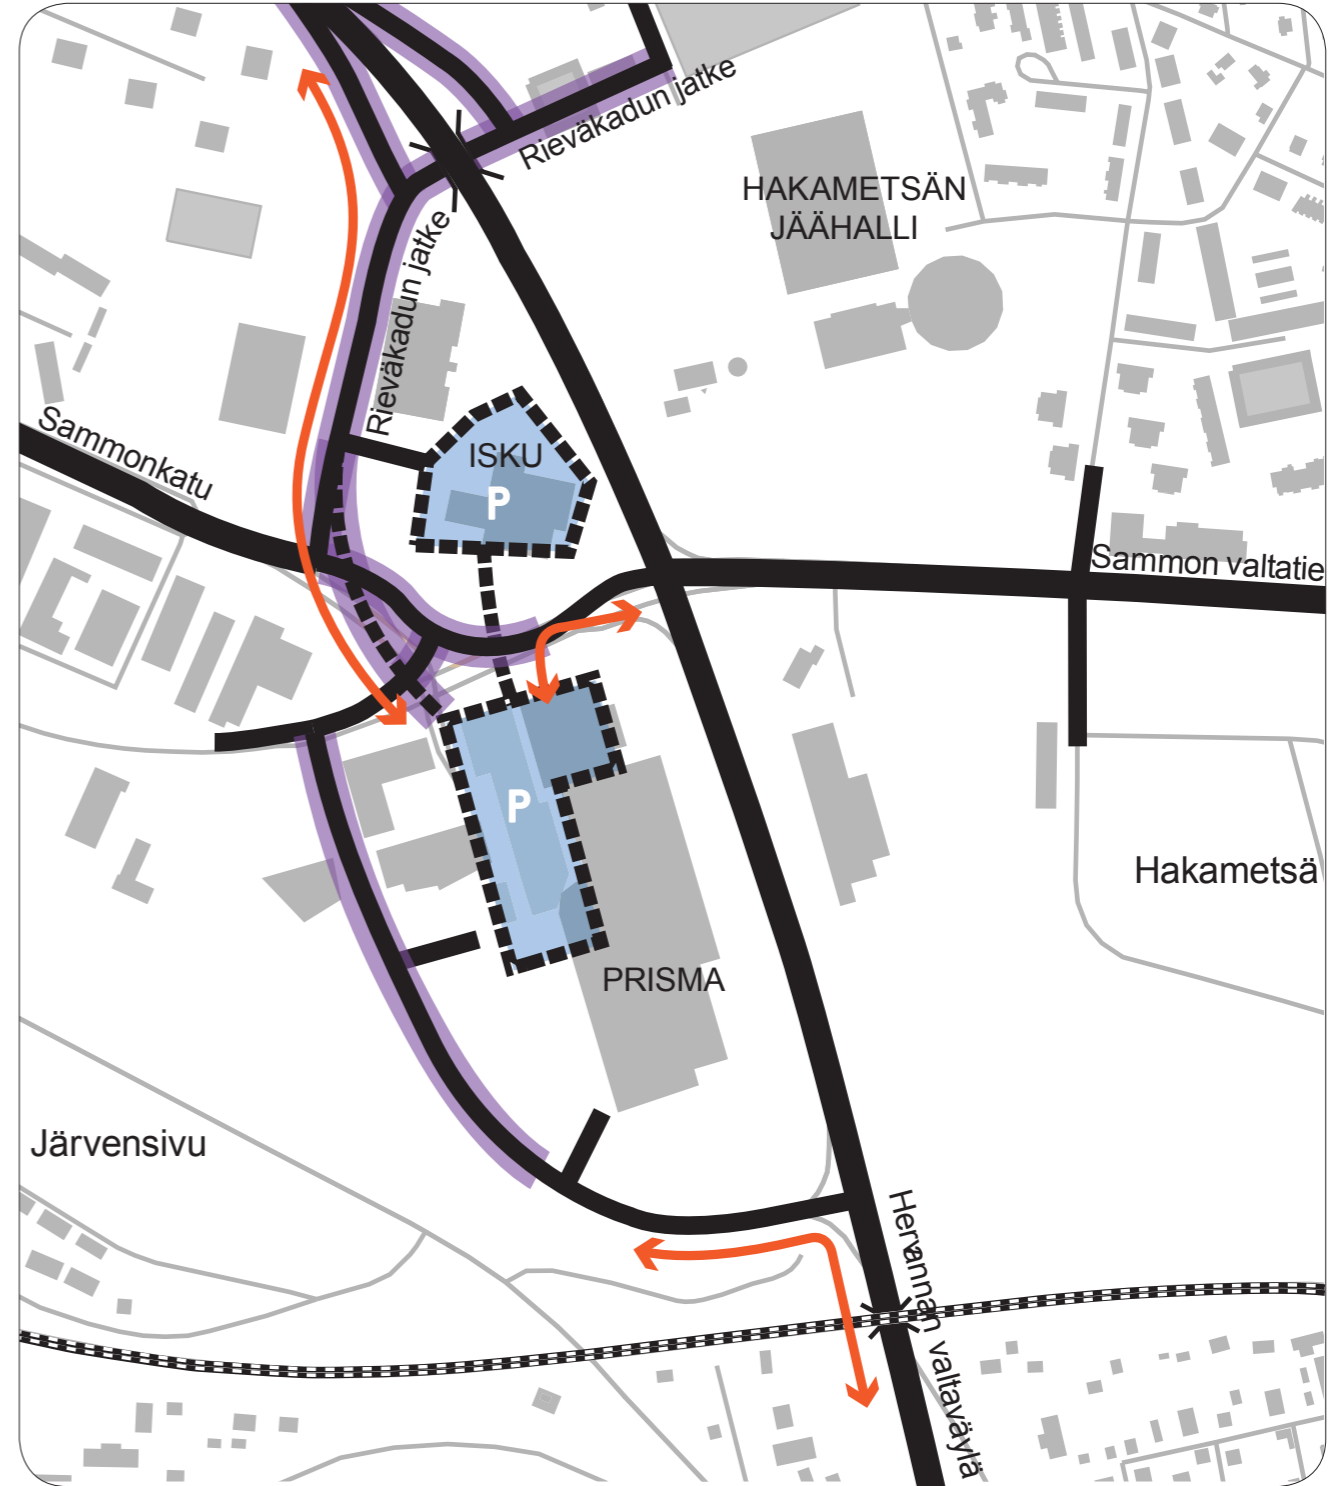 Rieväkadun jatke
HAKAMETSÄN
JÄÄHALLI
Rieväkadun jatke
Sammonkatu
ISKU
P
Sammon valtatie
P
Hakametsä
PRISMA
Järvensivu
Hervannan valtaväylä